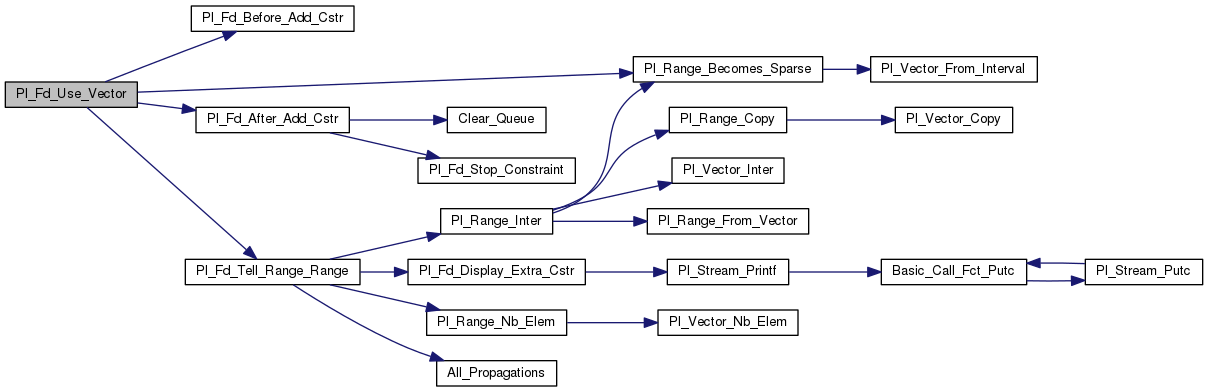 Pl_Fd_Before_Add_Cstr
Pl_Range_Becomes_Sparse
Pl_Vector_From_Interval
Pl_Fd_Use_Vector
Pl_Fd_After_Add_Cstr
Clear_Queue
Pl_Range_Copy
Pl_Vector_Copy
Pl_Fd_Stop_Constraint
Pl_Vector_Inter
Pl_Range_Inter
Pl_Range_From_Vector
Pl_Fd_Tell_Range_Range
Pl_Fd_Display_Extra_Cstr
Pl_Stream_Printf
Basic_Call_Fct_Putc
Pl_Stream_Putc
Pl_Range_Nb_Elem
Pl_Vector_Nb_Elem
All_Propagations